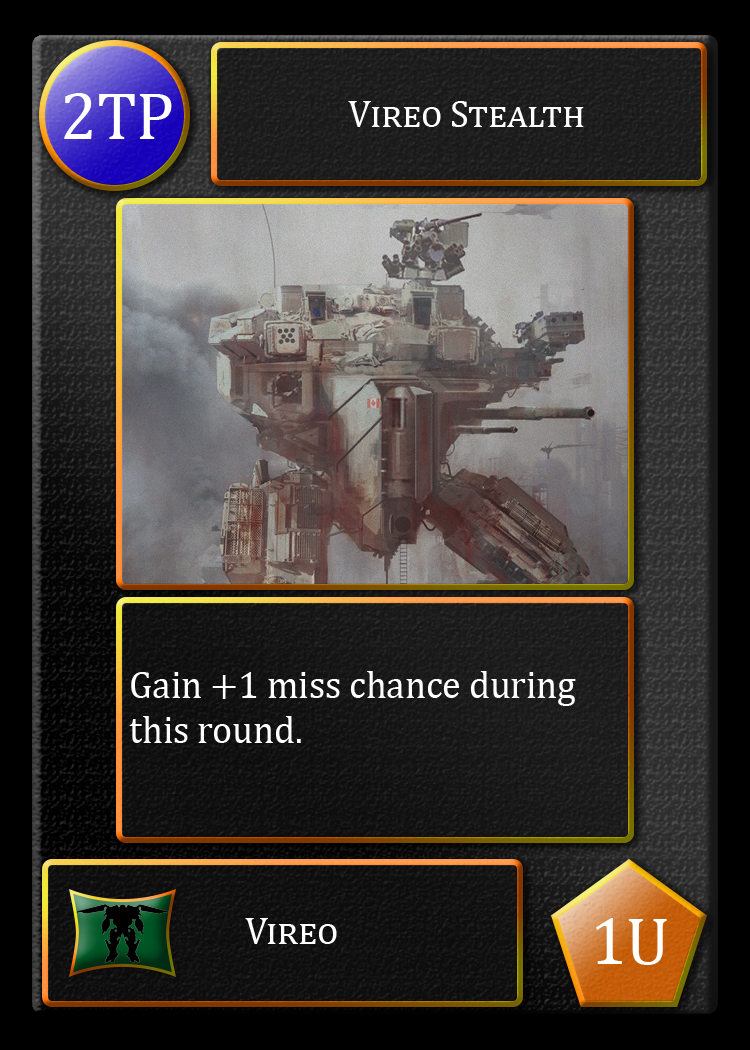 2TP
Vireo Stealth
Gain +1 miss chance during
this round.
Vireo
1U